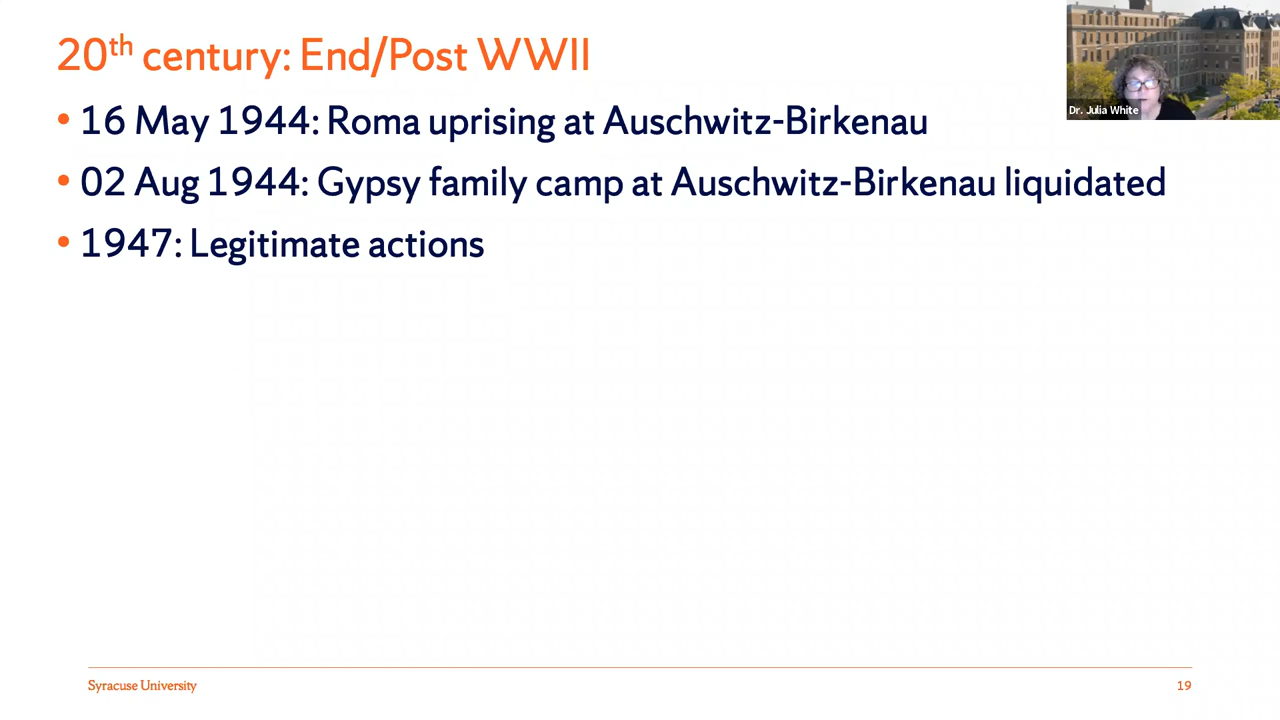 20th century: End/Post WWII
Dr. Julia White
• 16 May 1944: Roma uprising at Auschwitz-Birkenau
• 02 Aug 1944: Gypsy family camp at Auschwitz-Birkenau liquidated
• 1947: Legitimate actions
Syracuse University
19